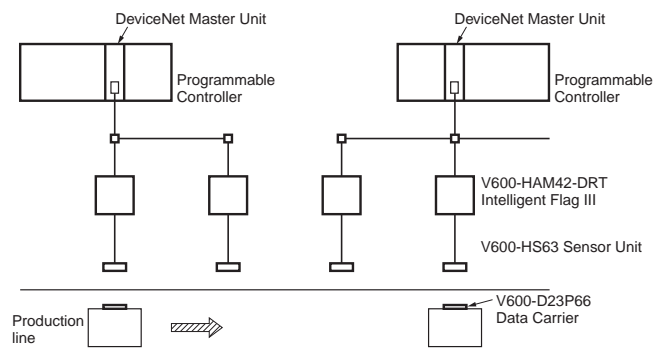 DeviceNet Master Unit
DeviceNet Master Unit
Programmable
Controller
Programmable
Controller
V600-HAM42-DRT
Intelligent Flag III
V600-HS63 Sensor Unit
V600-D23P66
Data Carrier
Production
line